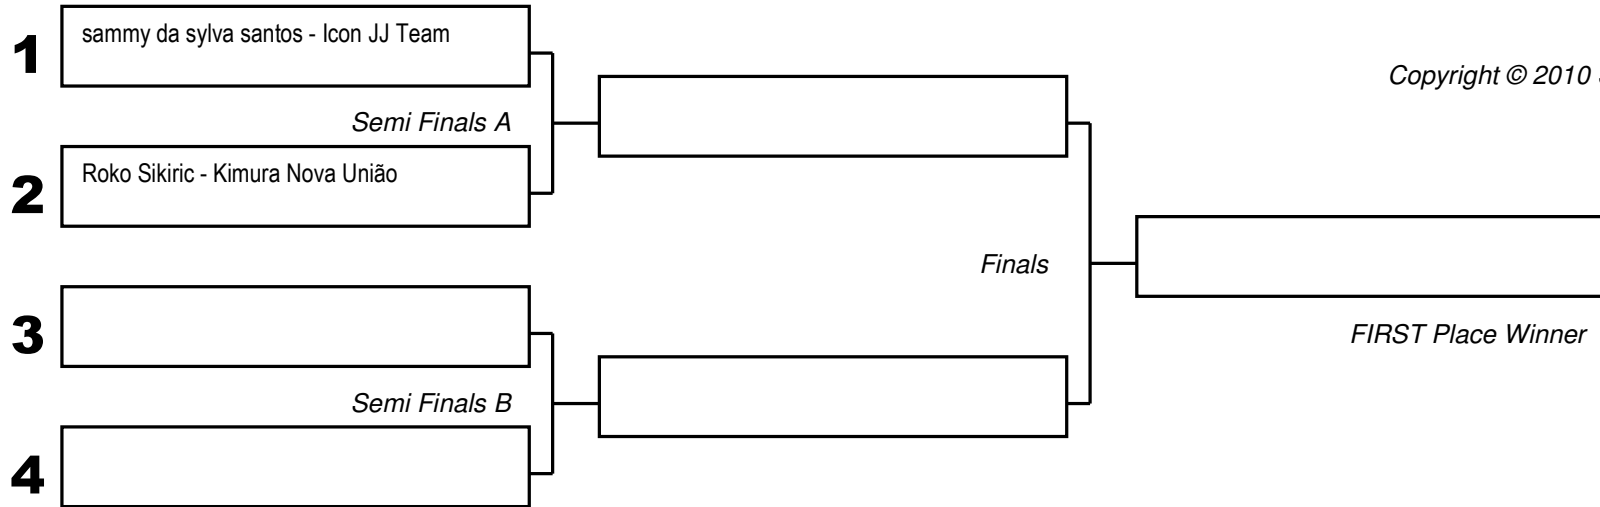 1
sammy da sylva santos - Icon JJ Team
Copyright © 2010
Semi Finals A
2
Roko Sikiric - Kimura Nova União
Finals
3
FIRST Place Winner
Semi Finals B
4